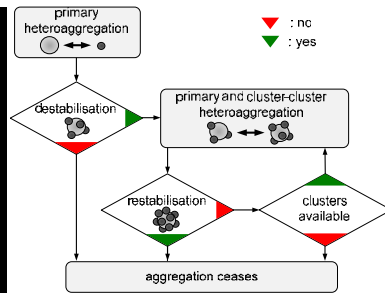 primary
heteroaggregation
: no
: yes
destabilisation
primary and cluster-cluster
heteroaggregation
restabilisation
clusters
available
aggregation ceases